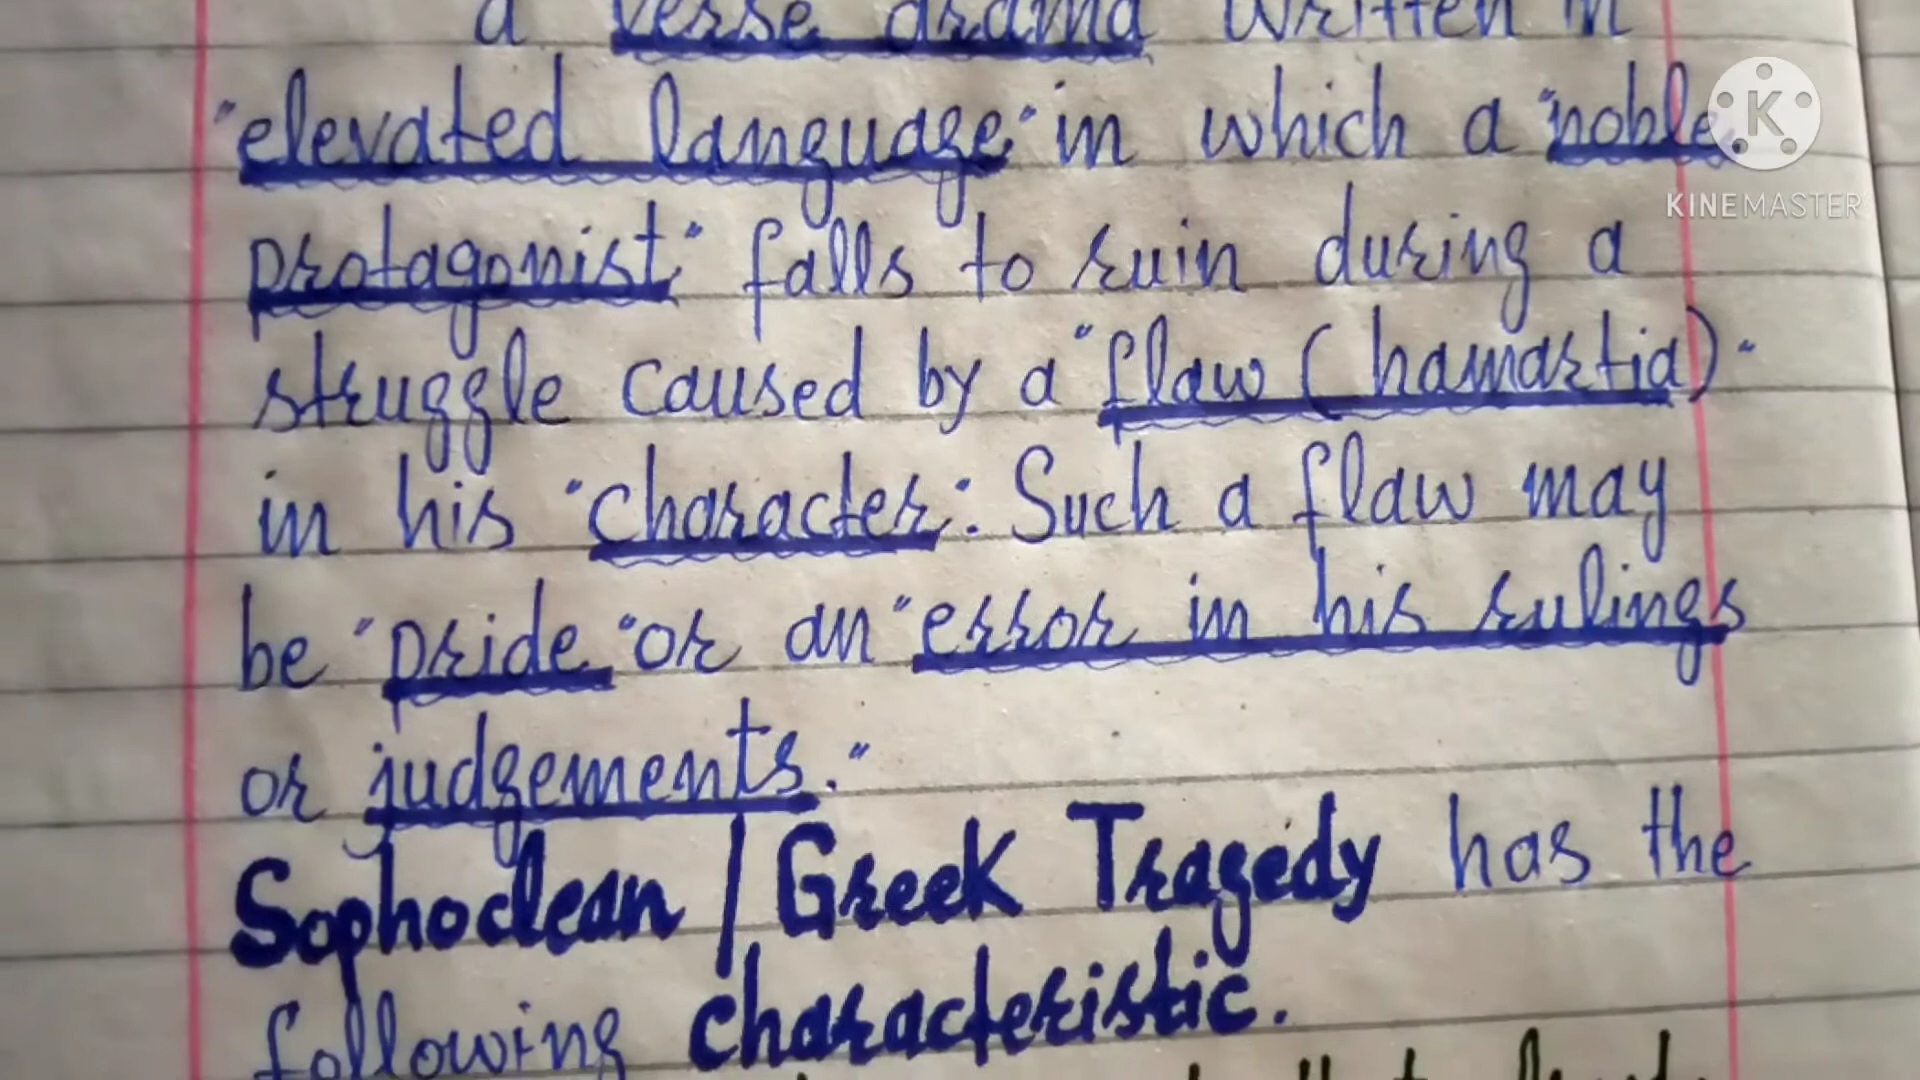 a verse drama written in
"elevated language" in which a "noble
protagonist" falls to ruin during a
struggle caused by a "flaw (hamartia)"
in his "character". Such a flaw may
be "pride" or an "error in his rulings
or judgements."
Sophoclean / Greek Tragedy has the
following characteristic.
K
KINEMASTER